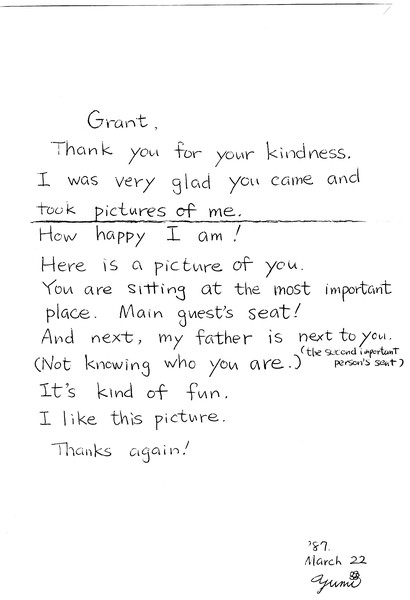 Grant,
Thank you for your kindness.
I was very glad you came and
took pictures of me.
How happy I am!
Here is a picture of you.
You are sitting at the most important
place. Main guest's seat!
And next, my father is next to you.
(Not knowing who you are.) (the second important
person's seat)
It's kind of fun.
I like this picture.
Thanks again!
'87.
March 22
Yumi